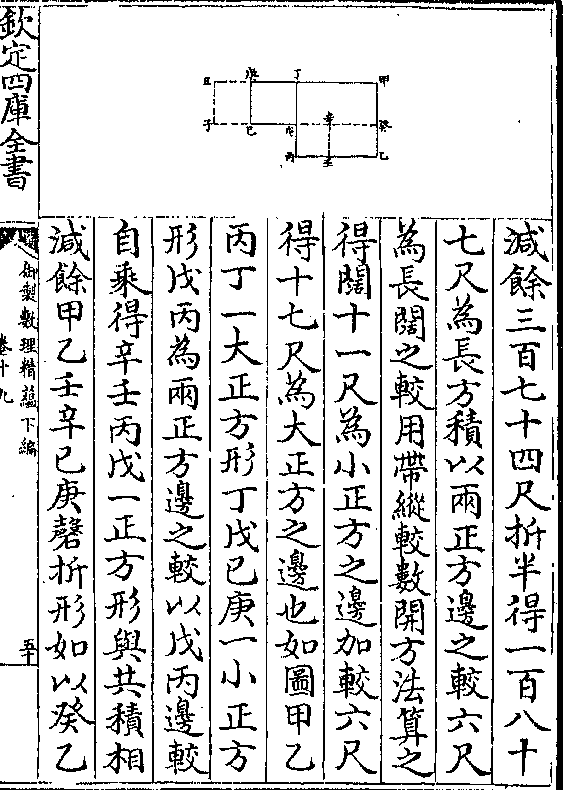 減餘三百七十四尺折半得一百八十
七尺為長方積以兩正方邊之較六尺
為長闊之較用帶縱較數開方法算之
得闊十一尺為小正方之邊加較六尺
得十七尺為大正方之邊也如圖甲乙
丙丁一大正方形丁戊己庚一小正方
形戊丙為兩正方邊之較以戊丙邊較
自乘得辛壬丙戊一正方形與共積相
減餘甲乙壬辛己庚磬折形如以癸乙
甲
丁
庚
丑
癸
辛
戊
己
子
乙
壬
丙
欽定四庫全書
御製數理精蘊下編
卷十九